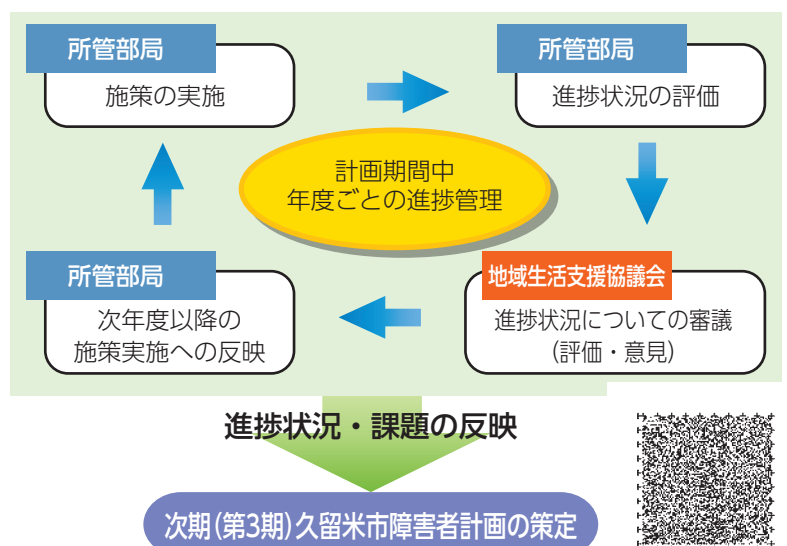 所管部局
施策の実施
所管部局
進捗状況の評価
計画期間中
年度ごとの進捗管理
所管部局
次年度以降の
施策実施への反映
地域生活支援協議会
進捗状況についての審議
（評価・意見）
進捗状況・課題の反映
次期（第3期）久留米市障害者計画の策定